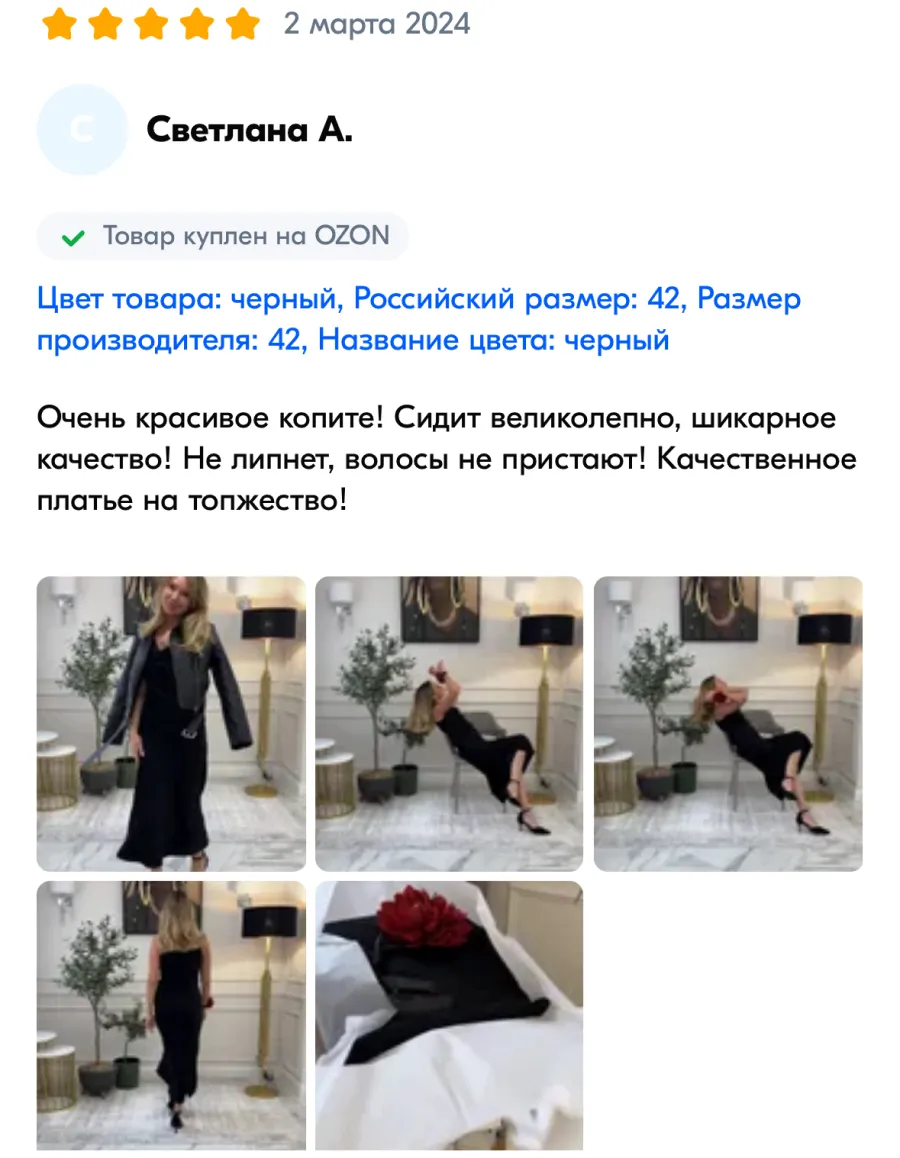 2 марта 2024
С
Светлана А.
Товар куплен на OZON
Цвет товара: черный, Российский размер: 42, Размер
производителя: 42, Название цвета: черный
Очень красивое копите! Сидит великолепно, шикарное
качество! Не липнет, волосы не пристают! Качественное
платье на топжество!